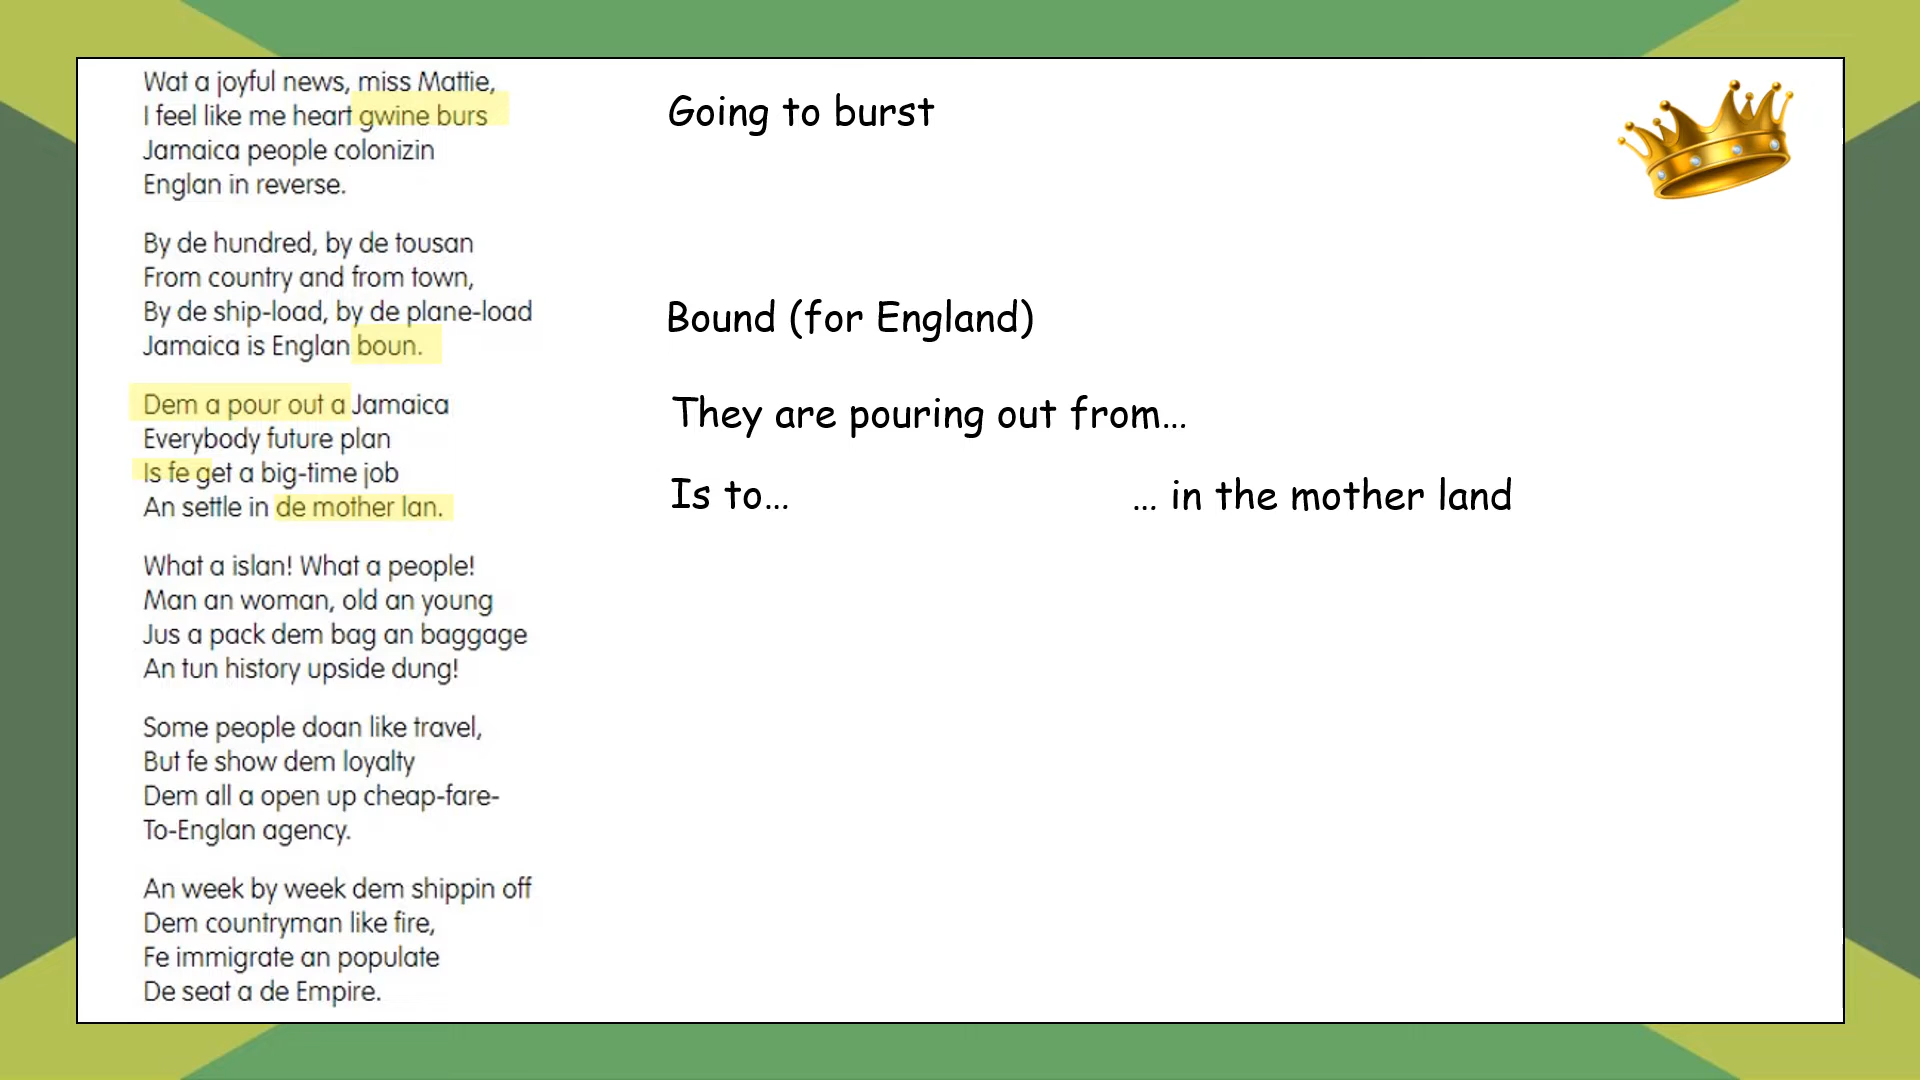 Wat a joyful news, miss Mattie,
I feel like me heart gwine burs
Jamaica people colonizin
Englan in reverse.
By de hundred, by de tousan
From country and from town,
By de ship-load, by de plane-load
Jamaica is Englan boun.
Dem a pour out a Jamaica
Everybody future plan
Is fe get a big-time job
An settle in de mother lan.
What a islan! What a people!
Man an woman, old an young
Jus a pack dem bag an baggage
An tun history upside dung!
Some people doan like travel,
But fe show dem loyalty
Dem all a open up cheap-fare-
To-Englan agency.
An week by week dem shippin off
Dem countryman like fire,
Fe immigrate an populate
De seat a de Empire.
Going to burst
Bound (for England)
They are pouring out from...
Is to...
... in the mother land